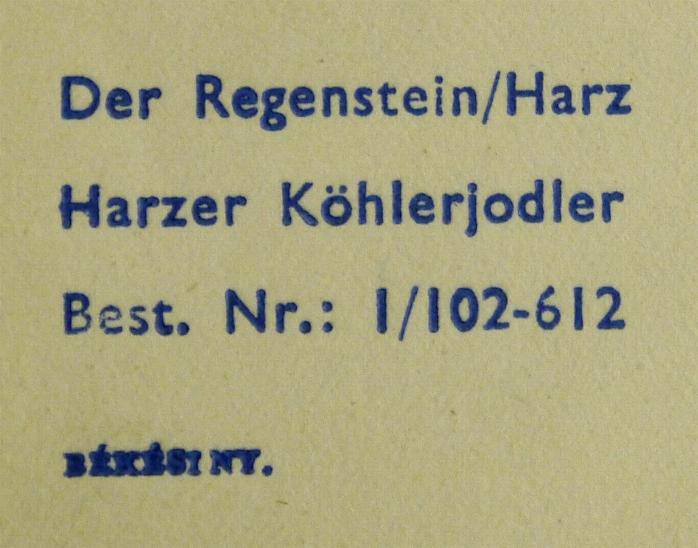 Der Regenstein/Harz
Harzer Köhlerjodler
Best. Nr.: 1/102-612
BÉKÉSI NY.